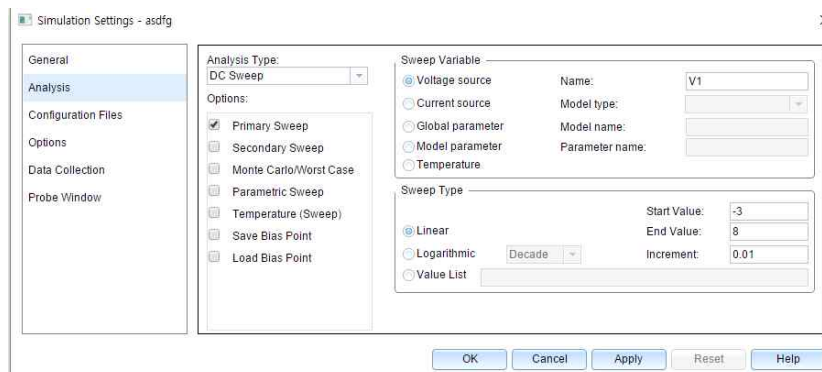 Simulation Settings - asdfg
General
Analysis
Configuration Files
Options
Data Collection
Probe Window
Analysis Type:
DC Sweep
Options:
Primary Sweep
Secondary Sweep
Monte Carlo/Worst Case
Parametric Sweep
Temperature (Sweep)
Save Bias Point
Load Bias Point
Sweep Variable
Voltage source
Name:
V1
Current source
Model type:
Global parameter
Model name:
Model parameter
Parameter name:
Temperature
Sweep Type
Start Value:
-3
Linear
End Value:
8
Logarithmic
Decade
Increment:
0.01
Value List
OK
Cancel
Apply
Reset
Help